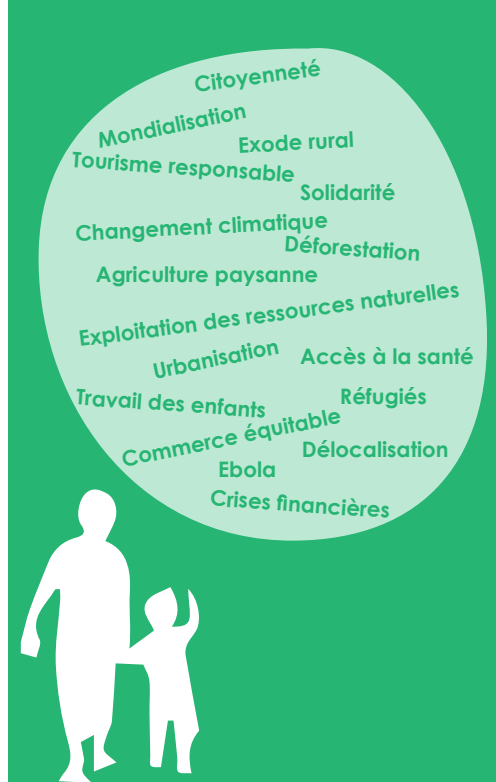 Citoyenneté
Mondialisation
Exode rural
Tourisme responsable
Solidarité
Changement climatique
Déforestation
Agriculture paysanne
Exploitation des ressources naturelles
Urbanisation
Accès à la santé
Travail des enfants
Réfugiés
Commerce équitable
Délocalisation
Ebola
Crises financières